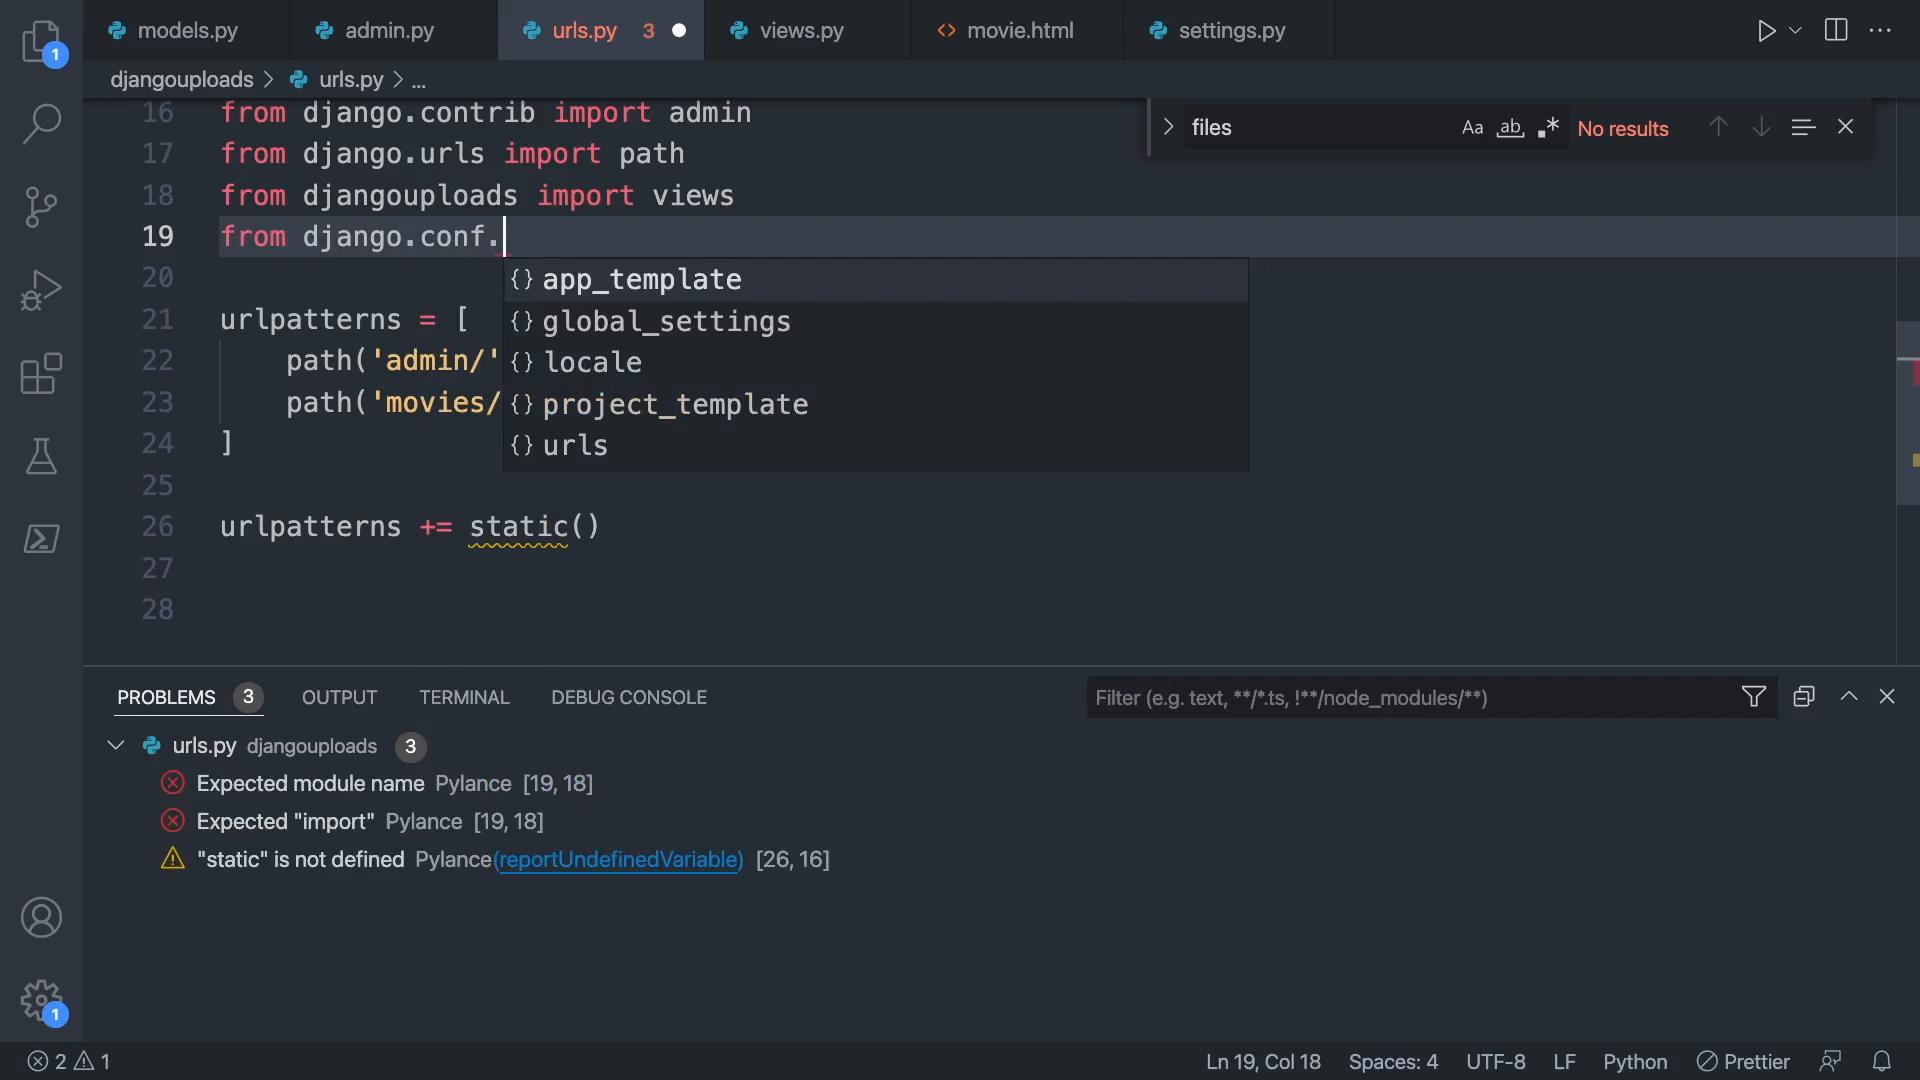 1
models.py
admin.py
urls.py 3
views.py
<> movie.html
settings.py
djangouploads > urls.py > ...
files
Aa ab .* No results
16 from django.contrib import admin
17 from django.urls import path
18 from djangouploads import views
19 from django.conf.
20
21 urlpatterns = [
22 path('admin/'
23 path('movies/
24 ]
25
26 urlpatterns += static()
27
28
{} app_template
{} global_settings
{} locale
{} project_template
{} urls
PROBLEMS 3
OUTPUT
TERMINAL
DEBUG CONSOLE
Filter (e.g. text, **/*.ts, !**/node_modules/**)
urls.py djangouploads 3
Expected module name Pylance [19, 18]
Expected "import" Pylance [19, 18]
"static" is not defined Pylance(reportUndefinedVariable) [26, 16]
1
2 1
Ln 19, Col 18
Spaces: 4
UTF-8
LF
Python
Prettier